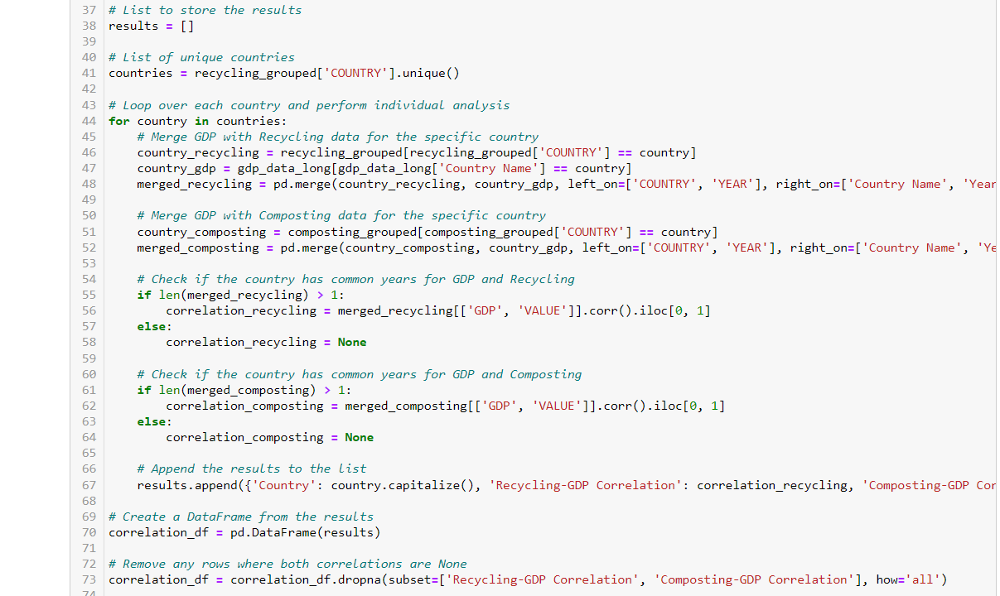 37 # List to store the results
38 results = []
39
40 # List of unique countries
41 countries = recycling_grouped['COUNTRY'].unique()
42
43 # Loop over each country and perform individual analysis
44 for country in countries:
45     # Merge GDP with Recycling data for the specific country
46     country_recycling = recycling_grouped[recycling_grouped['COUNTRY'] == country]
47     country_gdp = gdp_data_long[gdp_data_long['Country Name'] == country]
48     merged_recycling = pd.merge(country_recycling, country_gdp, left_on=['COUNTRY', 'YEAR'], right_on=['Country Name', 'Year
49
50     # Merge GDP with Composting data for the specific country
51     country_composting = composting_grouped[composting_grouped['COUNTRY'] == country]
52     merged_composting = pd.merge(country_composting, country_gdp, left_on=['COUNTRY', 'YEAR'], right_on=['Country Name', 'Ye
53
54     # Check if the country has common years for GDP and Recycling
55     if len(merged_recycling) > 1:
56         correlation_recycling = merged_recycling[['GDP', 'VALUE']].corr().iloc[0, 1]
57     else:
58         correlation_recycling = None
59
60     # Check if the country has common years for GDP and Composting
61     if len(merged_composting) > 1:
62         correlation_composting = merged_composting[['GDP', 'VALUE']].corr().iloc[0, 1]
63     else:
64         correlation_composting = None
65
66     # Append the results to the list
67     results.append({'Country': country.capitalize(), 'Recycling-GDP Correlation': correlation_recycling, 'Composting-GDP Cor
68
69 # Create a DataFrame from the results
70 correlation_df = pd.DataFrame(results)
71
72 # Remove any rows where both correlations are None
73 correlation_df = correlation_df.dropna(subset=['Recycling-GDP Correlation', 'Composting-GDP Correlation'], how='all')
74